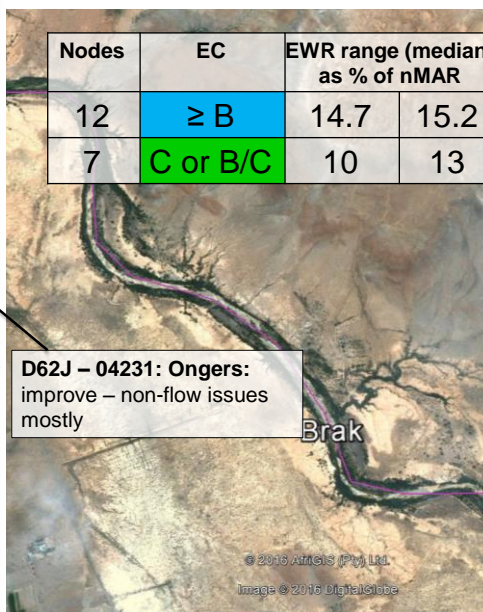 Nodes EC EWR range (median
as % of nMAR
12 ≥ B 14.7 15.2
7 C or B/C 10 13
D62J – 04231: Ongers:
improve – non-flow issues
mostly
Brak
© 2016 AfriGIS (Pty) Ltd.
Image © 2016 DigitalGlobe